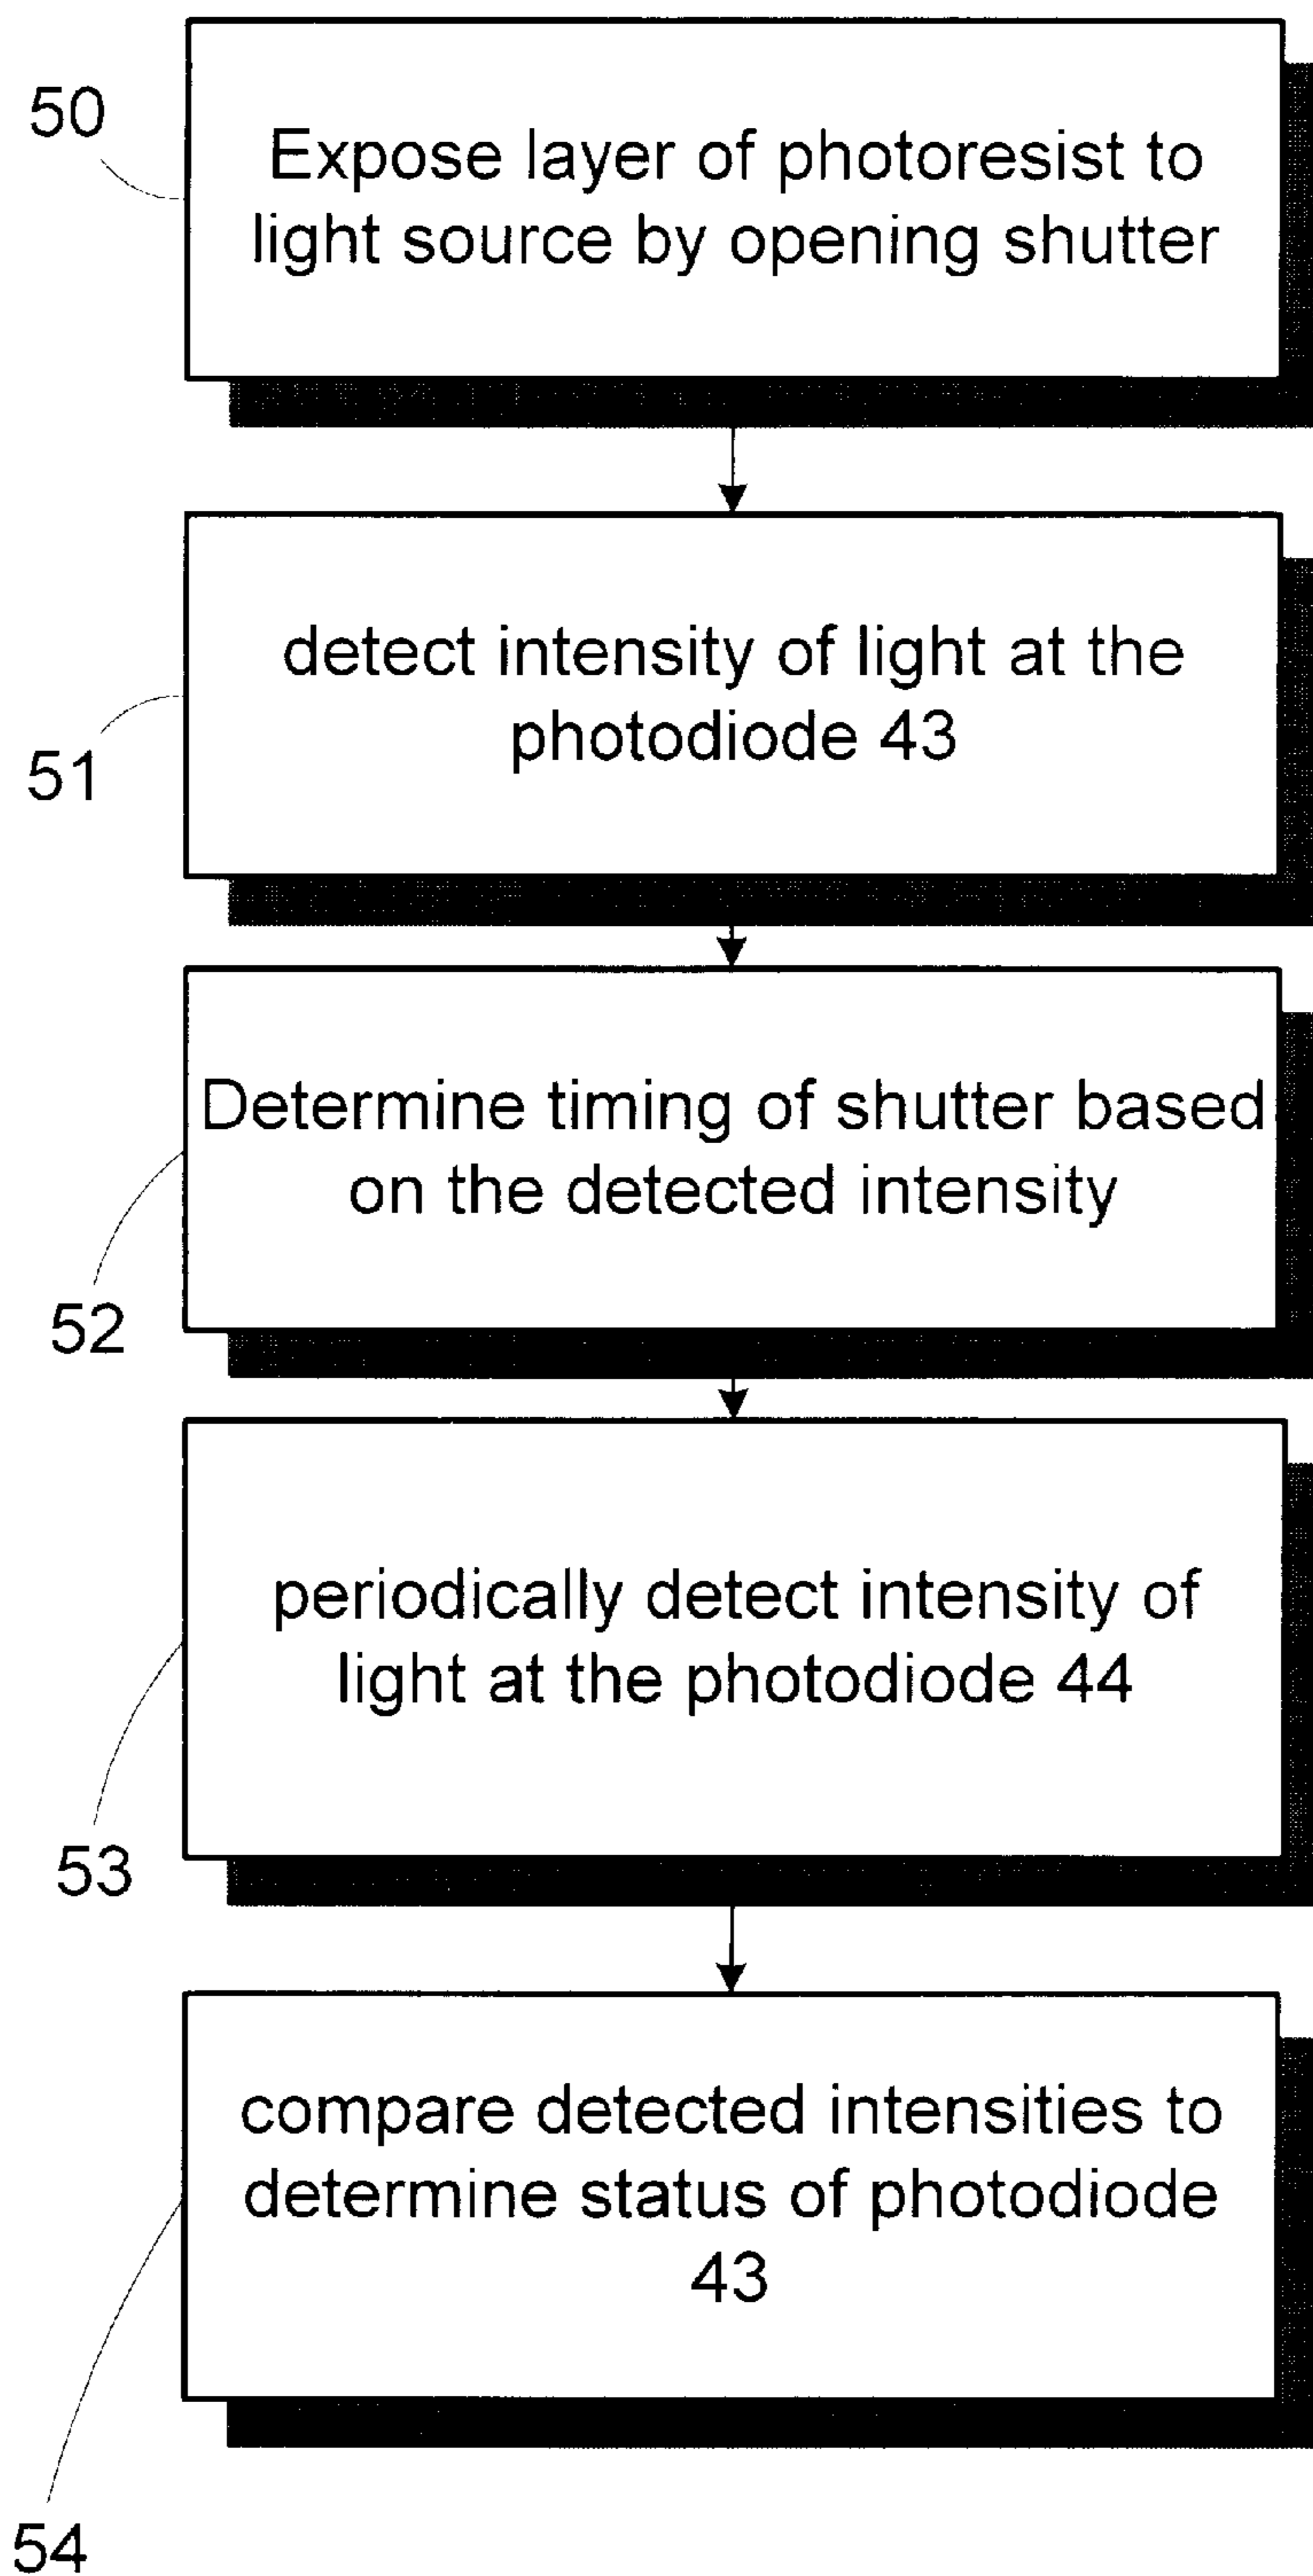 50
Expose layer of photoresist to
light source by opening shutter
51
detect intensity of light at the
photodiode 43
52
Determine timing of shutter based
on the detected intensity
53
periodically detect intensity of
light at the photodiode 44
54
compare detected intensities to
determine status of photodiode
43